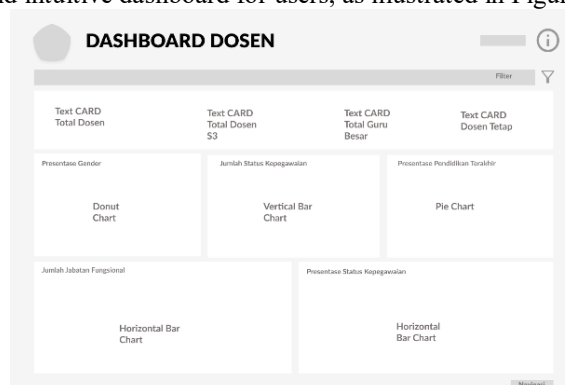 nd intuitive dashboard for users, as illustrated in Figur
DASHBOARD DOSEN
Filter
Text CARD
Total Dosen
Text CARD
Total Dosen
S3
Text CARD
Total Guru
Besar
Text CARD
Dosen Tetap
Presentase Gender
Jumlah Status Kepegawaian
Presentase Pendidikan Terakhir
Donut
Chart
Vertical Bar
Chart
Pie Chart
Jumlah Jabatan Fungsional
Presentase Status Kepegawaian
Horizontal Bar
Chart
Horizontal
Bar Chart
Navigasi